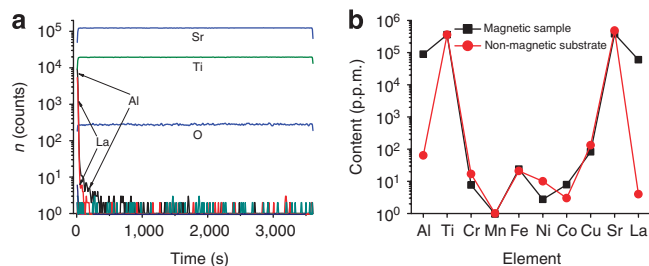 a
n (counts)
10⁵
10⁴
10³
10²
10¹
10⁰
Sr
Ti
Al
La
O
0 1,000 2,000 3,000
Time (s)
b
Content (p.p.m.)
10⁶
10⁵
10⁴
10³
10²
10¹
10⁰
Magnetic sample
Non-magnetic substrate
Al Ti Cr Mn Fe Ni Co Cu Sr La
Element